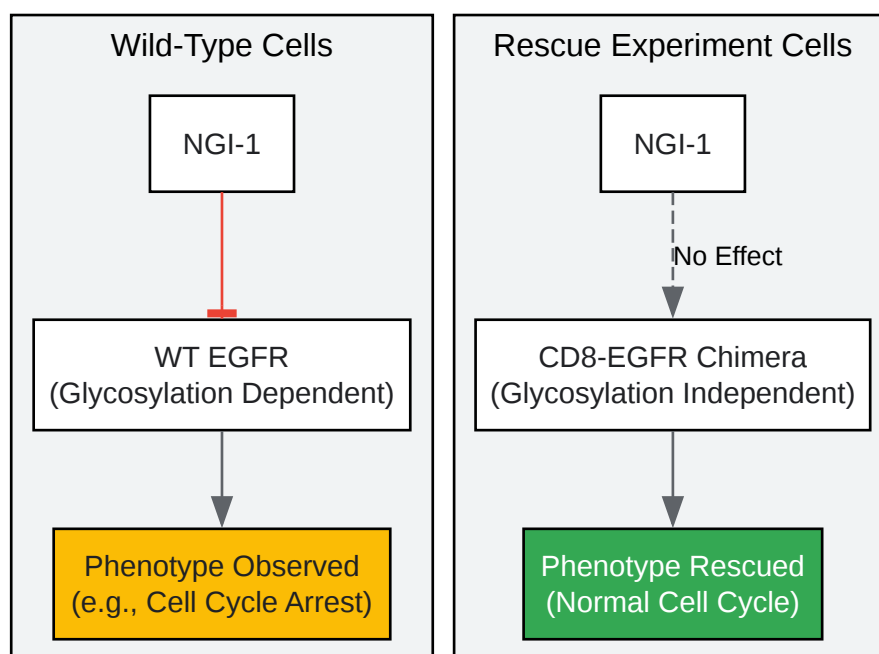 Wild-Type Cells
NGI-1
WT EGFR
(Glycosylation Dependent)
Phenotype Observed
(e.g., Cell Cycle Arrest)
Rescue Experiment Cells
NGI-1
No Effect
CD8-EGFR Chimera
(Glycosylation Independent)
Phenotype Rescued
(Normal Cell Cycle)